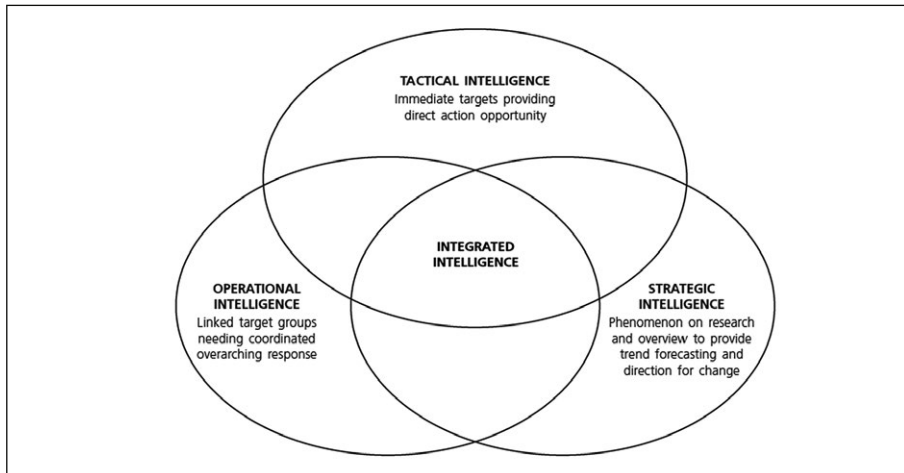 TACTICAL INTELLIGENCE
Immediate targets providing
direct action opportunity
INTEGRATED
INTELLIGENCE
OPERATIONAL
INTELLIGENCE
Linked target groups
needing coordinated
overarching response
STRATEGIC
INTELLIGENCE
Phenomenon on research
and overview to provide
trend forecasting and
direction for change